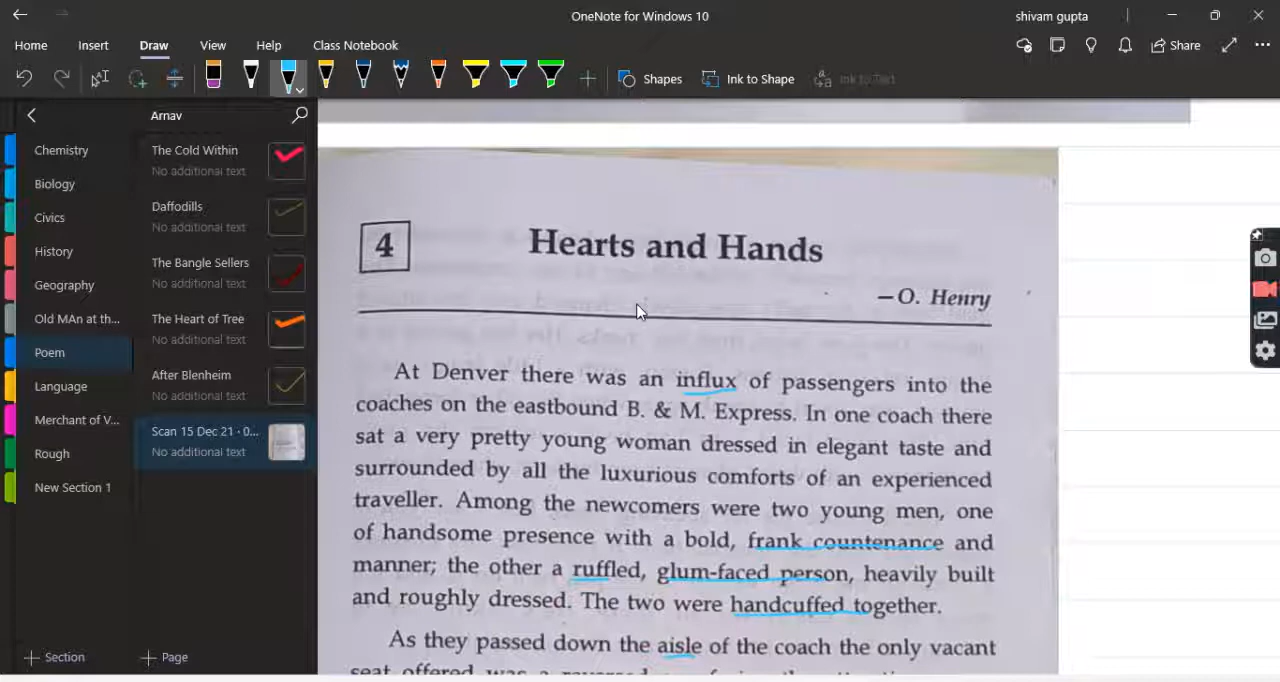 OneNote for Windows 10
shivam gupta
Home Insert Draw View Help Class Notebook
Share
Shapes
Ink to Shape
Ink to Text
Arnav
Chemistry
Biology
Civics
History
Geography
Old MAn at th...
Poem
Language
Merchant of V...
Rough
New Section 1
Section
The Cold Within
No additional text
Daffodills
No additional text
The Bangle Sellers
No additional text
The Heart of Tree
No additional text
After Blenheim
No additional text
Scan 15 Dec 21 · 0...
No additional text
Page
4
Hearts and Hands
—O. Henry
At Denver there was an influx of passengers into the
coaches on the eastbound B. & M. Express. In one coach there
sat a very pretty young woman dressed in elegant taste and
surrounded by all the luxurious comforts of an experienced
traveller. Among the newcomers were two young men, one
of handsome presence with a bold, frank countenance and
manner; the other a ruffled, glum-faced person, heavily built
and roughly dressed. The two were handcuffed together.
As they passed down the aisle of the coach the only vacant
seat offered was a